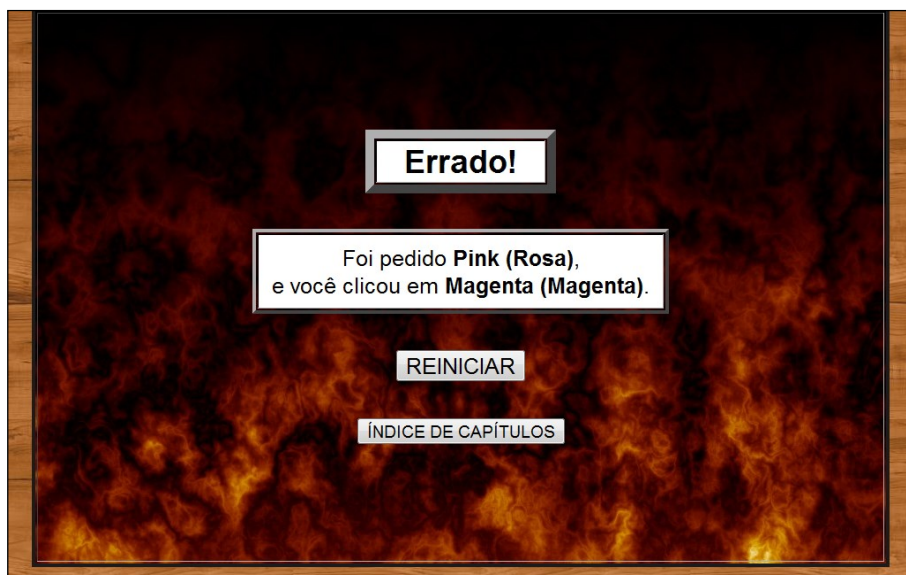 Errado!
Foi pedido Pink (Rosa),
e você clicou em Magenta (Magenta).
REINICIAR
ÍNDICE DE CAPÍTULOS